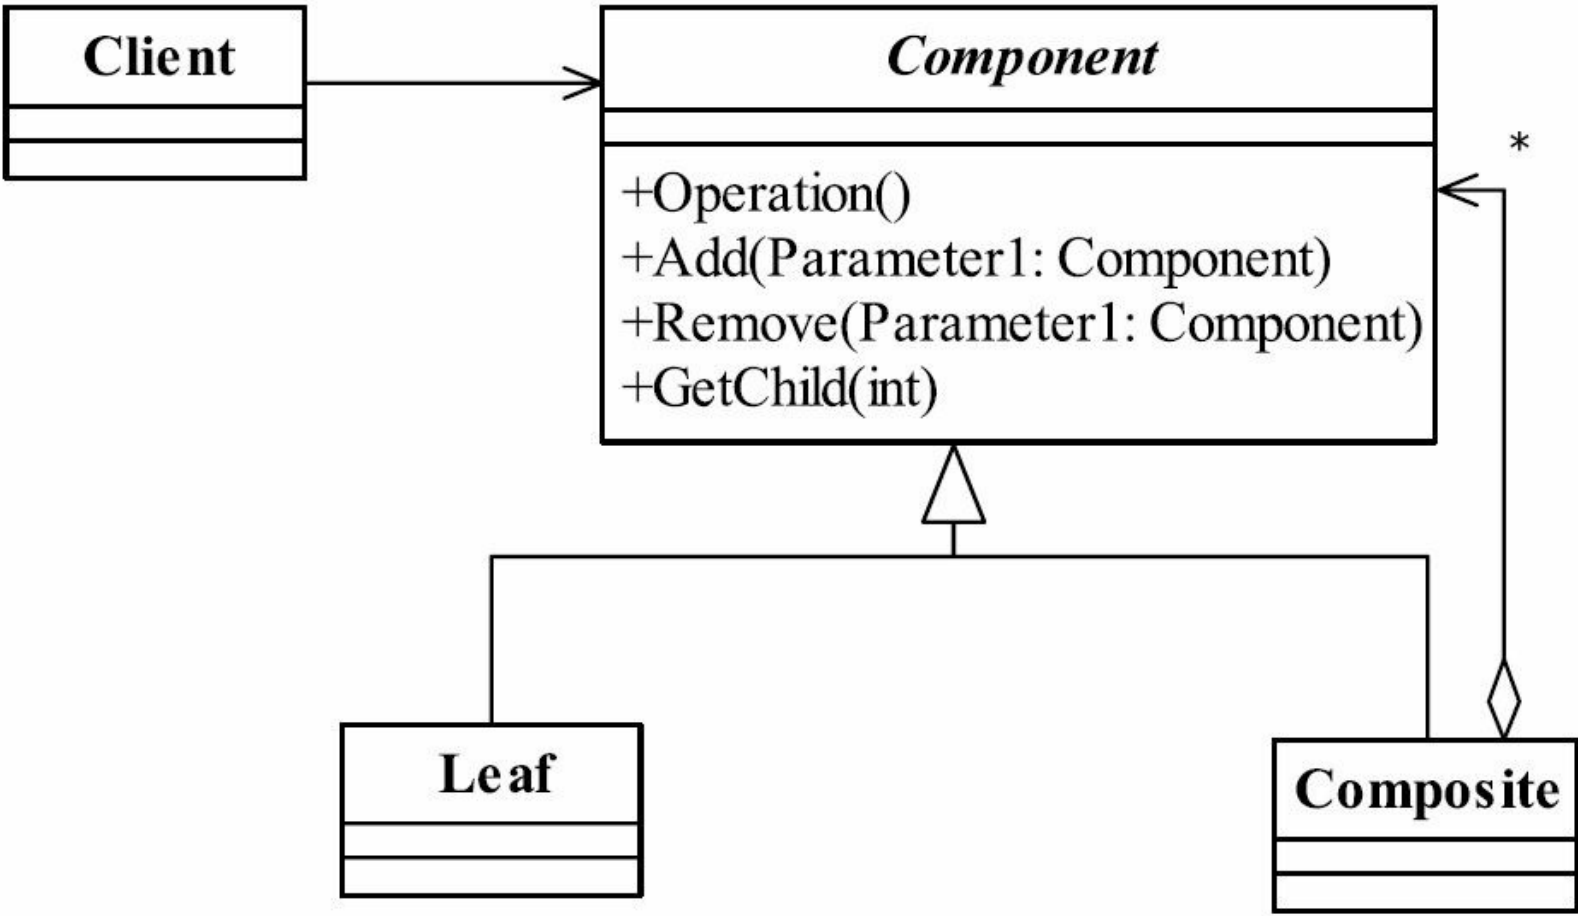 Client
Component
*
+Operation()
+Add(Parameter1: Component)
+Remove(Parameter1: Component)
+GetChild(int)
Leaf
Composite